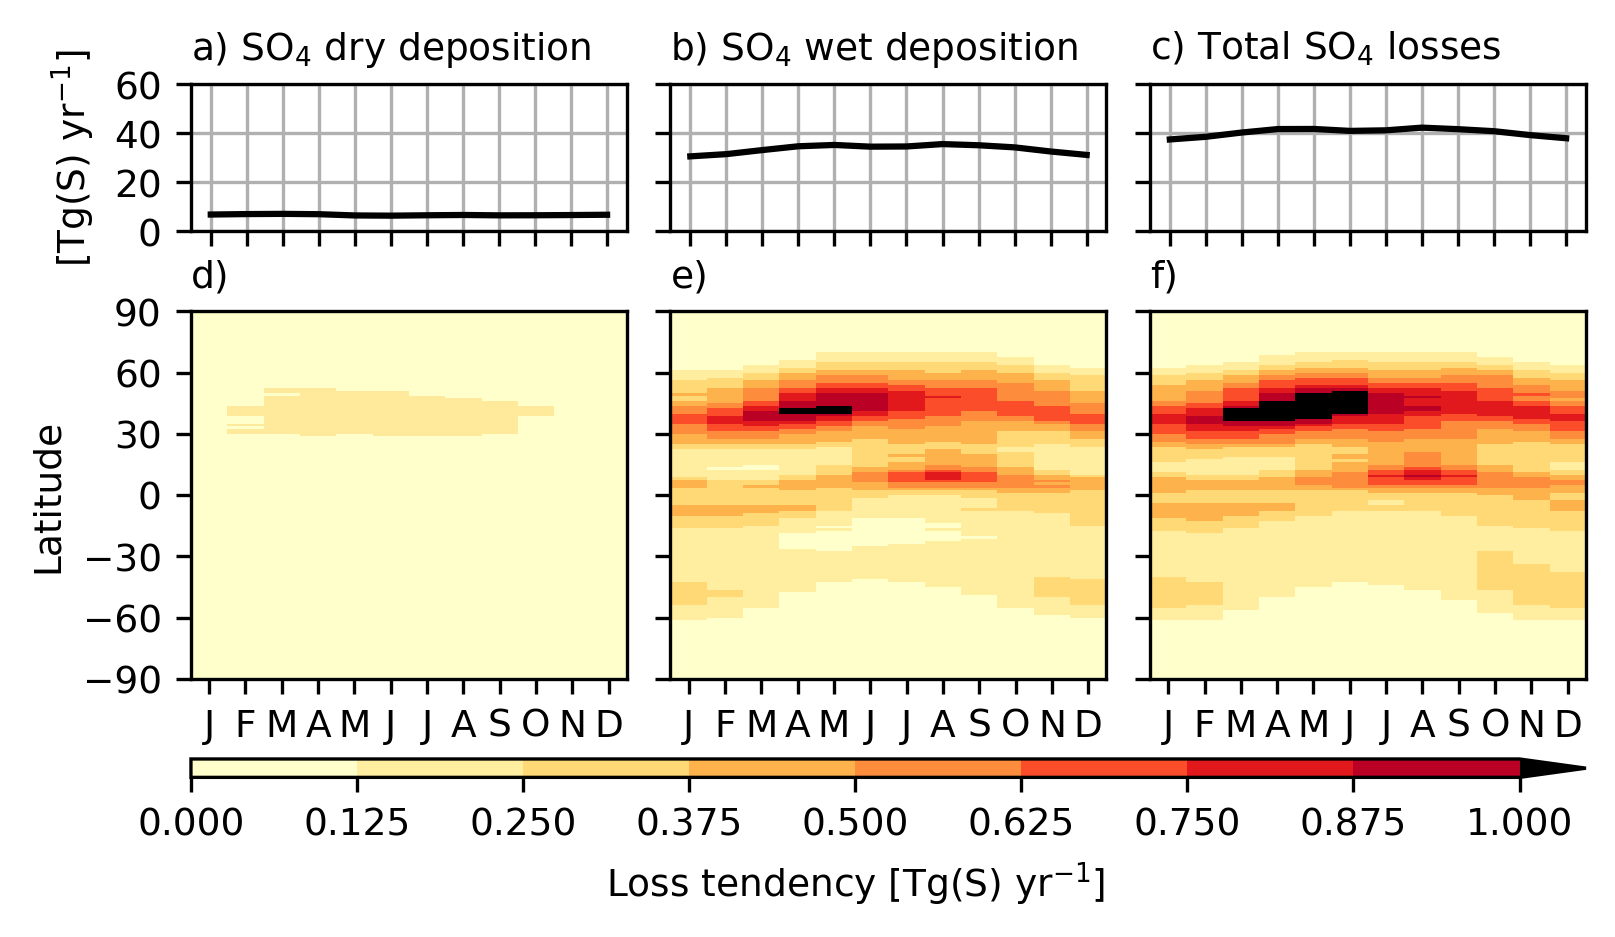 a) SO₄ dry deposition
b) SO₄ wet deposition
c) Total SO₄ losses
[Tg(S) yr⁻¹]
60
40
20
0
d)
e)
f)
Latitude
90
60
30
0
−30
−60
−90
J F M A M J J A S O N D
J F M A M J J A S O N D
J F M A M J J A S O N D
0.000 0.125 0.250 0.375 0.500 0.625 0.750 0.875 1.000
Loss tendency [Tg(S) yr⁻¹]